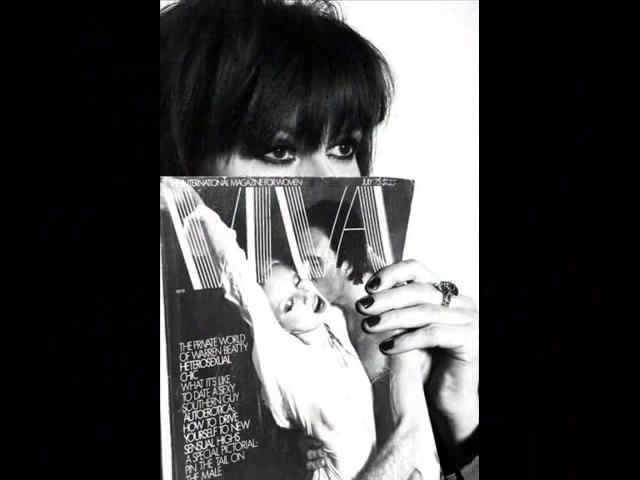 THE INTERNATIONAL MAGAZINE FOR WOMEN JULY
VIVA
THE PRIVATE WORLD
OF WARREN BEATTY
HETEROSEXUAL
CHIC
WHAT IT'S LIKE
TO DATE A SEXY
SOUTHERN GUY
AUTOEROTICA:
HOW TO DRIVE
YOURSELF TO NEW
SENSUAL HIGHS
A SPECIAL PICTORIAL:
PIN THE TAIL ON
THE MALE